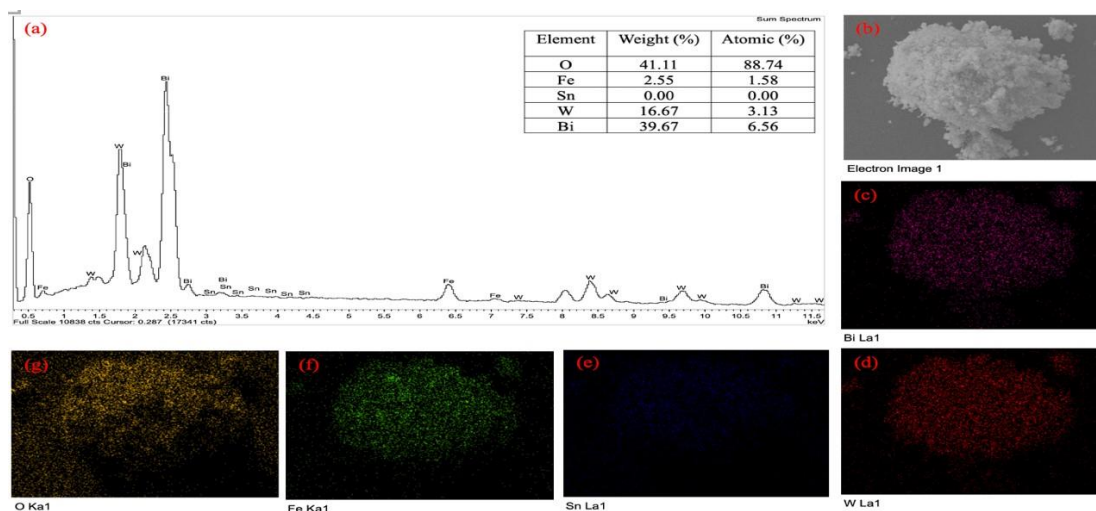 (a)
Sum Spectrum
Element Weight (%) Atomic (%)
O 41.11 88.74
Fe 2.55 1.58
Sn 0.00 0.00
W 16.67 3.13
Bi 39.67 6.56
Bi
W
Bi
O
W
W
Fe
Bi
Bi
Sn
Sn
Sn
Sn
Sn
Sn
Fe
Fe
W
W
W
W
W
Bi
Bi
W
W
0.5 1 1.5 2 2.5 3 3.5 4 4.5 5 5.5 6 6.5 7 7.5 8 8.5 9 9.5 10 10.5 11 11.5
Full Scale 10838 cts Cursor: 0.287 (17341 cts)
keV
(b)
Electron Image 1
(c)
Bi La1
(g)
O Ka1
(f)
Fe Ka1
(e)
Sn La1
(d)
W La1